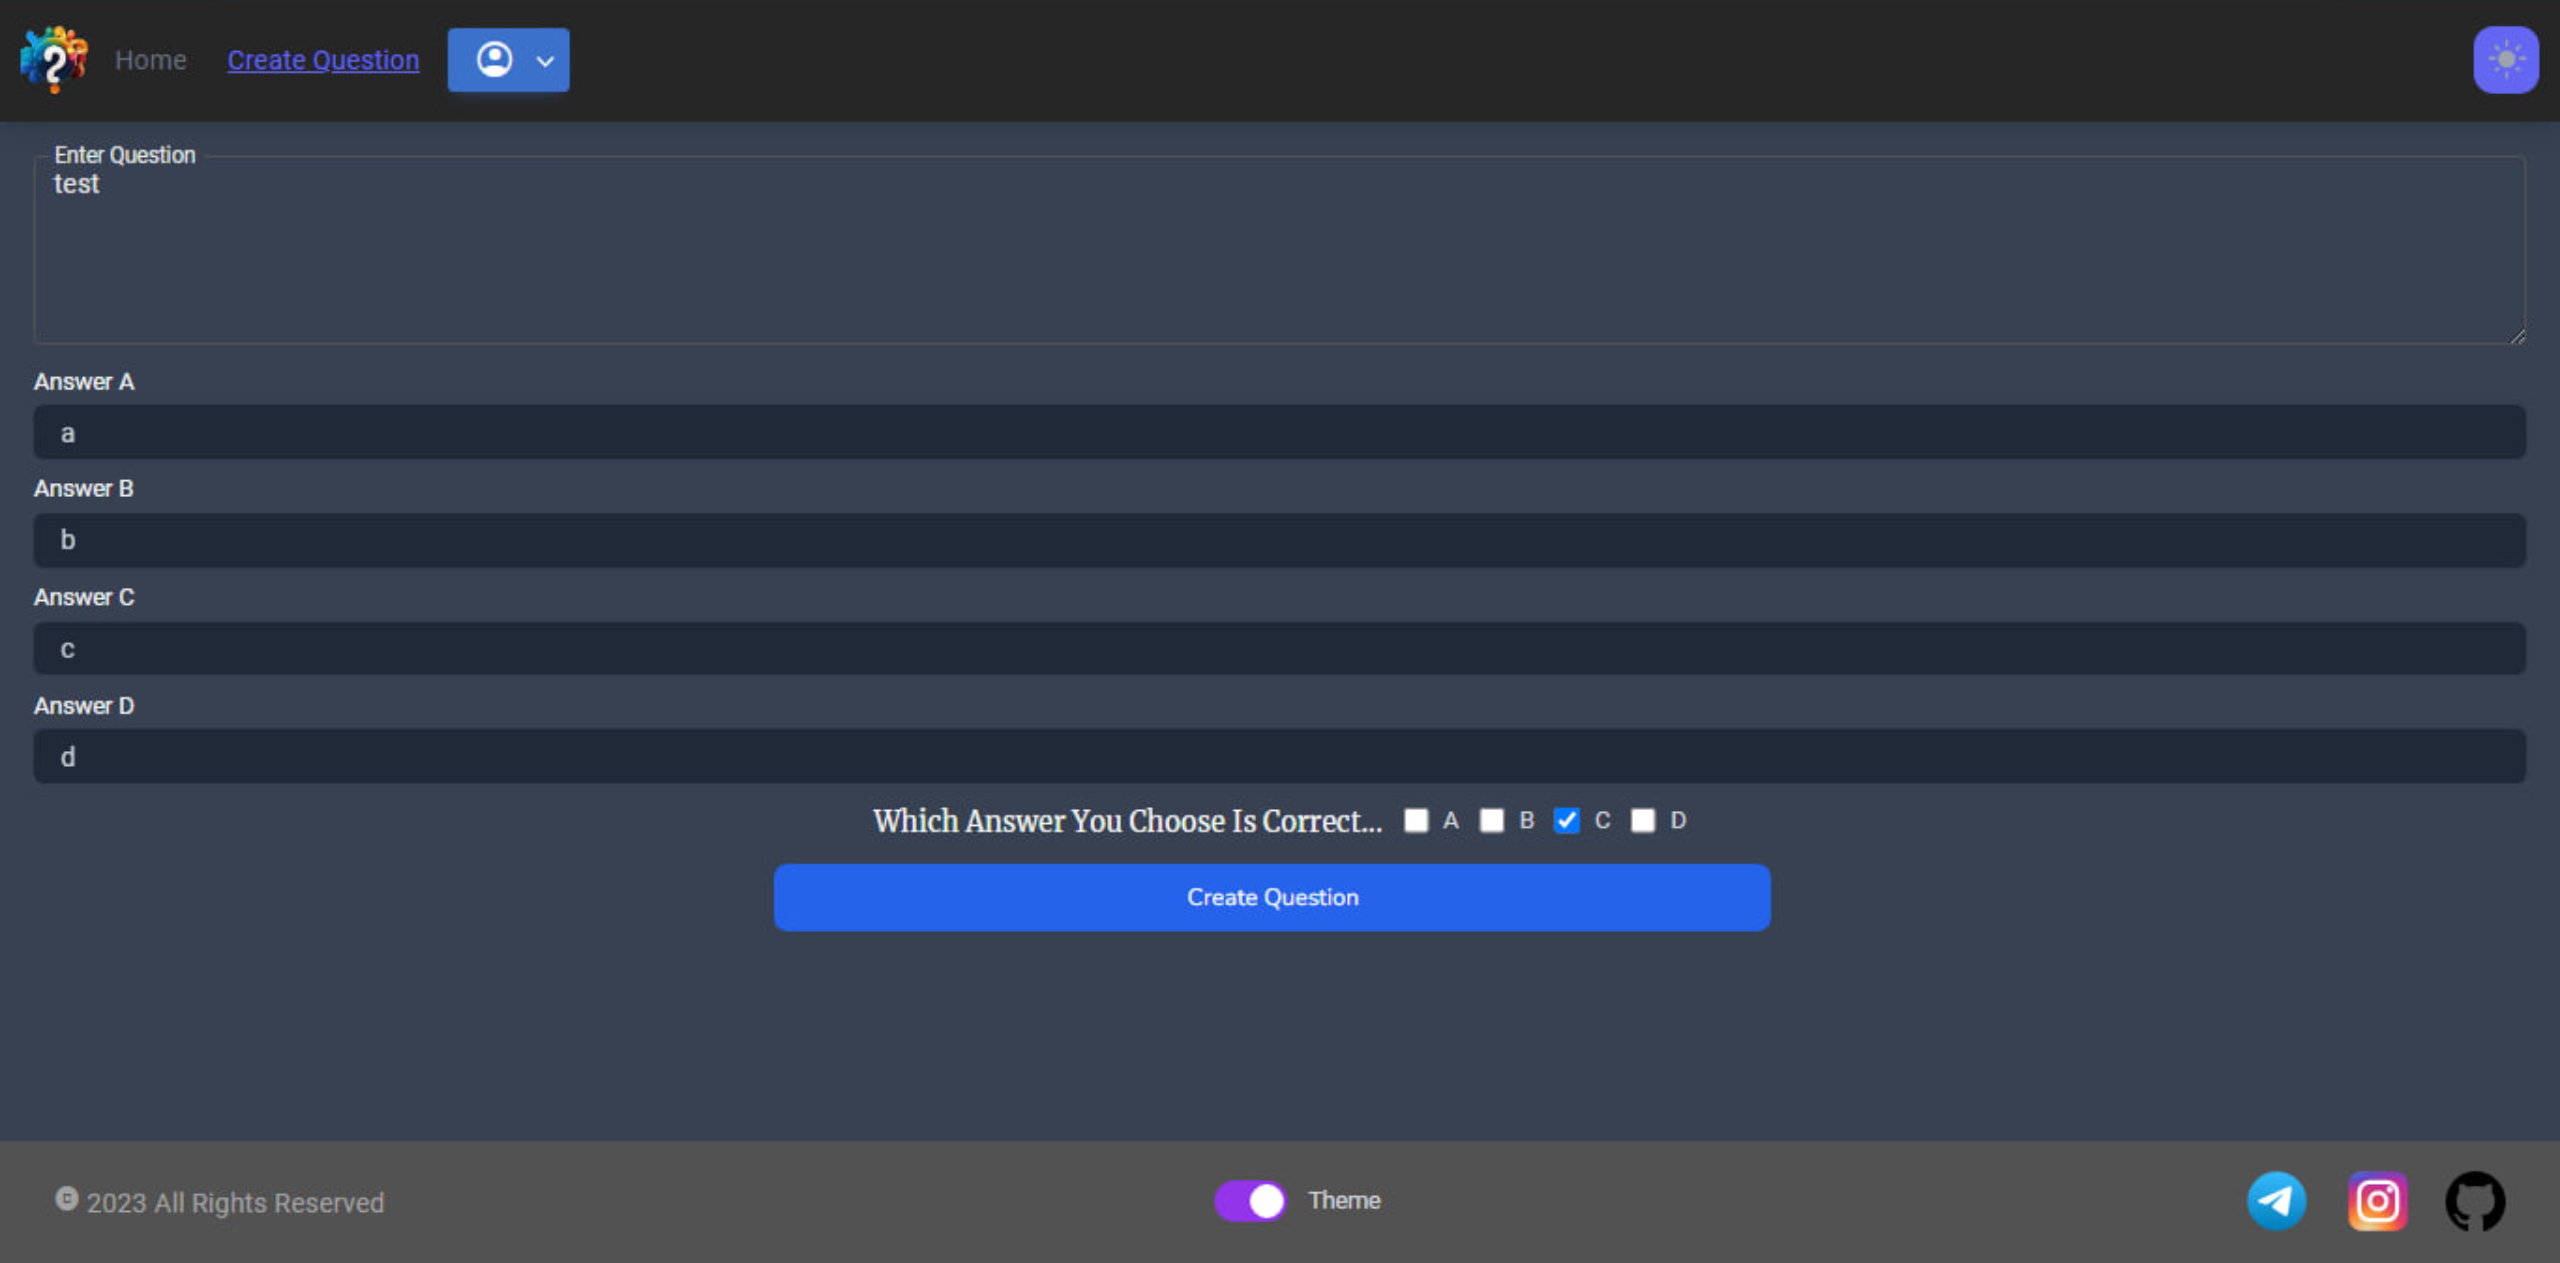 Home Create Question
Enter Question
test
Answer A
a
Answer B
b
Answer C
c
Answer D
d
Which Answer You Choose Is Correct... A B C D
Create Question
© 2023 All Rights Reserved Theme